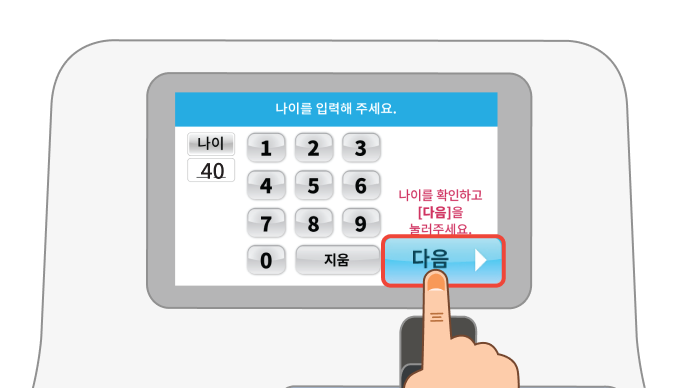 나이를 입력해 주세요.
나이
40
1 2 3
4 5 6
7 8 9
0 지움
나이를 확인하고
[다음]을
눌러주세요.
다음